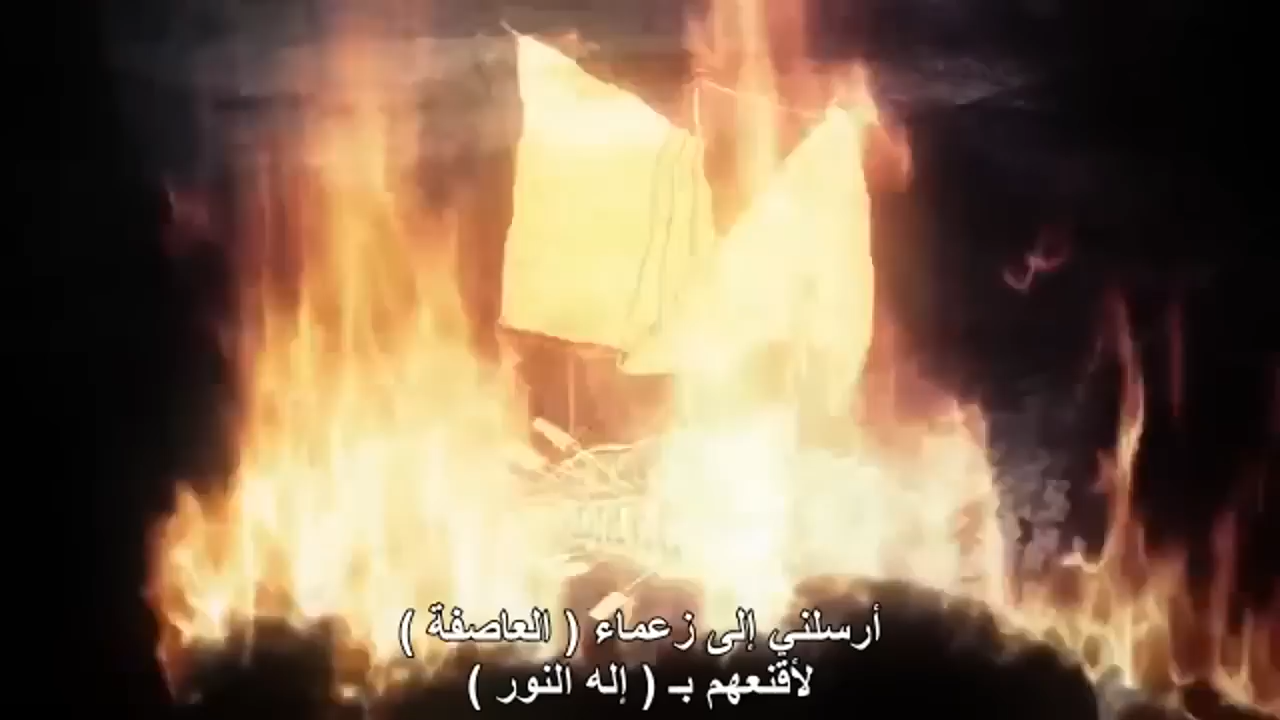 أرسلني إلى زعماء ( العاصفة )
لأقنعهم بـ ( إله النور )